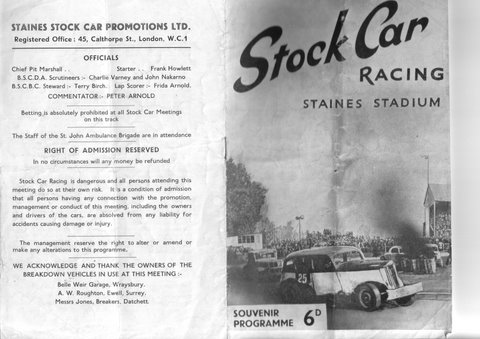 STAINES STOCK CAR PROMOTIONS LTD.
Registered Office : 45, Calthorpe St., London, W.C.1
OFFICIALS
Chief Pit Marshall . . Starter . . Frank Howlett
B.S.C.D.A. Scrutineers :- Charlie Varney and John Nakarno
B.S.C.B.C. Steward :- Terry Birch. Lap Scorer :- Frida Arnold.
COMMENTATOR:- PETER ARNOLD
Betting is absolutely prohibited at all Stock Car Meetings
on this track
The Staff of the St. John Ambulance Brigade are in attendance
RIGHT OF ADMISSION RESERVED
In no circumstances will any money be refunded
Stock Car Racing is dangerous and all persons attending this
meeting do so at their own risk. It is a condition of admission
that all persons having any connection with the promotion,
management or conduct of this meeting, including the owners
and drivers of the cars, are absolved from any liability for
accidents causing damage or injury.
The management reserve the right to alter or amend or
make any alterations to this programme.
WE ACKNOWLEDGE AND THANK THE OWNERS OF THE
BREAKDOWN VEHICLES IN USE AT THIS MEETING :-
Belle Weir Garage, Wraysbury.
A. W. Roughton, Ewell, Surrey.
Messrs Jones, Breakers, Datchett.
Stock Car
RACING
STAINES STADIUM
25
SOUVENIR
PROGRAMME 6D